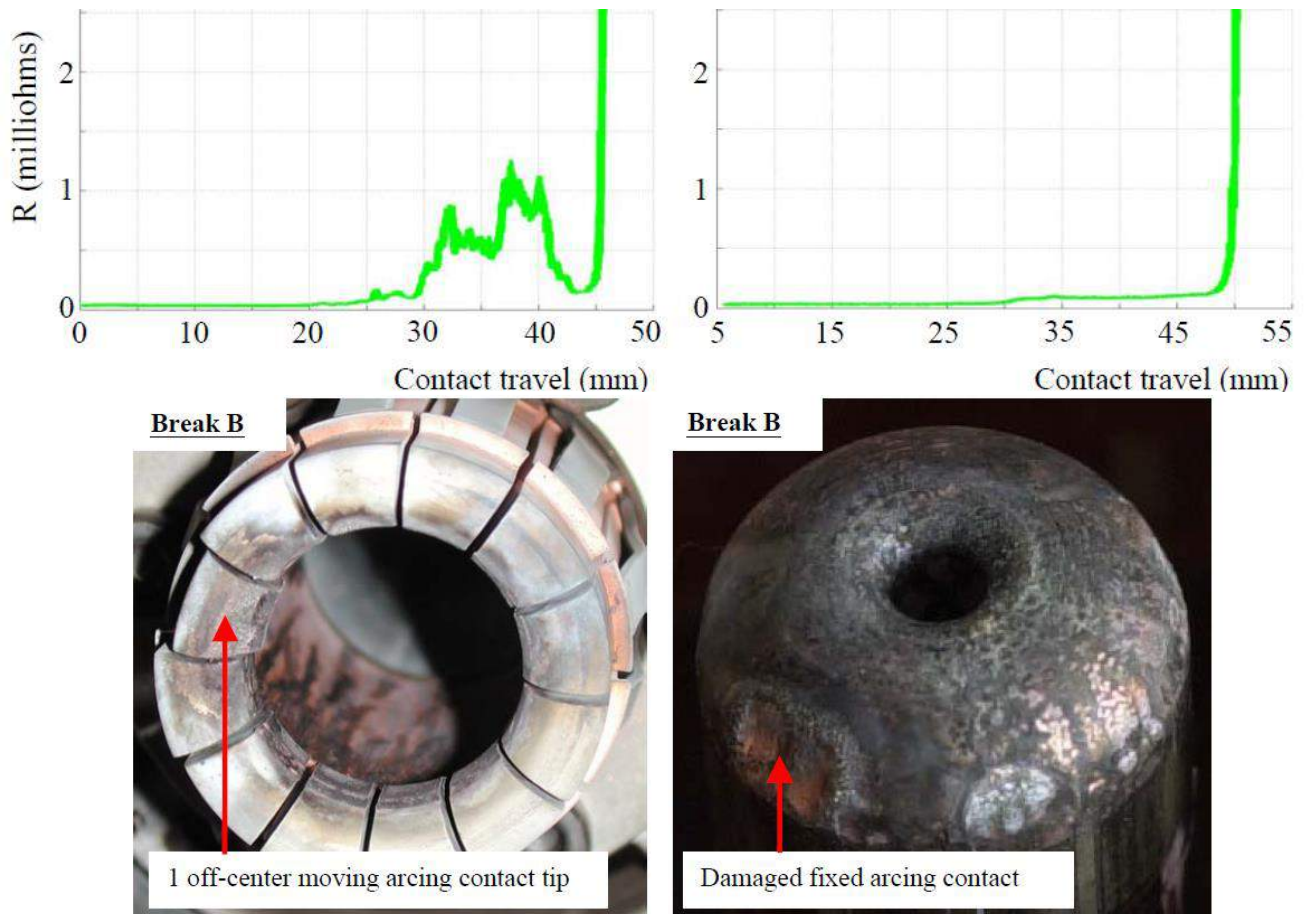 R (milliohms)
2
1
0
0 10 20 30 40 50
Contact travel (mm)
2
1
0
5 15 25 35 45 55
Contact travel (mm)
Break B
1 off-center moving arcing contact tip
Break B
Damaged fixed arcing contact